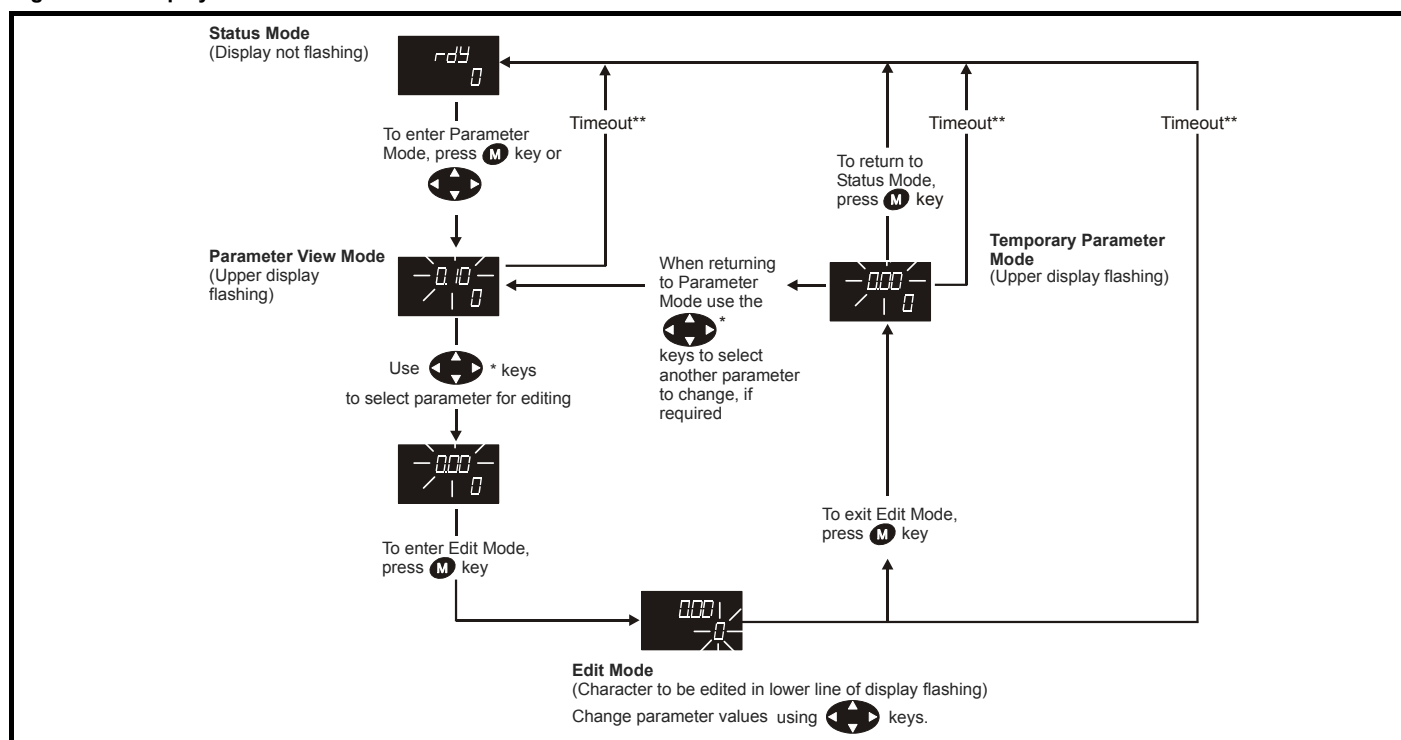 Status Mode
(Display not flashing)
rdy
0
To enter Parameter
Mode, press M key or
Timeout**
Timeout**
Timeout**
To return to
Status Mode,
press M key
Parameter View Mode
(Upper display
flashing)
0.10
0
When returning
to Parameter
Mode use the
*
keys to select
another parameter
to change, if
required
0.00
0
Temporary Parameter
Mode
(Upper display flashing)
Use * keys
to select parameter for editing
0.00
0
To enter Edit Mode,
press M key
To exit Edit Mode,
press M key
0.00
0
Edit Mode
(Character to be edited in lower line of display flashing)
Change parameter values using keys.